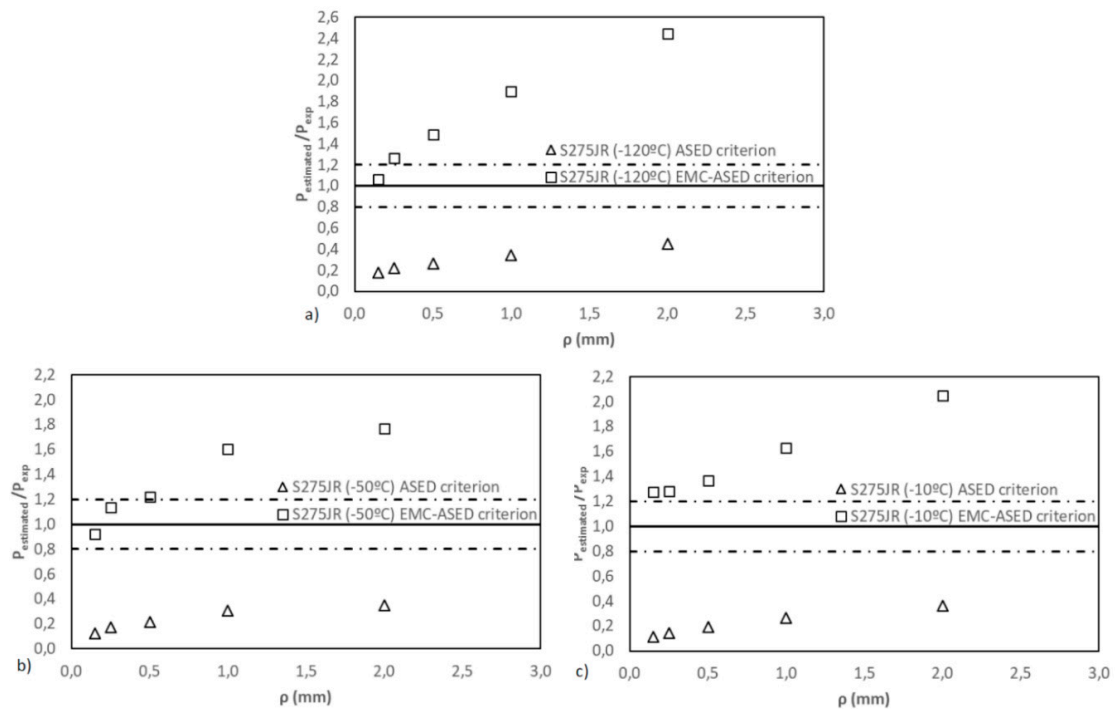 2,6
2,4
2,2
2,0
1,8
1,6
1,4
1,2
1,0
0,8
0,6
0,4
0,2
0,0
P estimated /P exp
S275JR (-120ºC) ASED criterion
S275JR (-120ºC) EMC-ASED criterion
0,0 0,5 1,0 1,5 2,0 2,5 3,0
a)
ρ (mm)
2,2
2,0
1,8
1,6
1,4
1,2
1,0
0,8
0,6
0,4
0,2
0,0
P estimated /P exp
S275JR (-50ºC) ASED criterion
S275JR (-50ºC) EMC-ASED criterion
0,0 0,5 1,0 1,5 2,0 2,5 3,0
b)
ρ (mm)
2,2
2,0
1,8
1,6
1,4
1,2
1,0
0,8
0,6
0,4
0,2
0,0
P estimated /P exp
S275JR (-10ºC) ASED criterion
S275JR (-10ºC) EMC-ASED criterion
0,0 0,5 1,0 1,5 2,0 2,5 3,0
c)
ρ (mm)